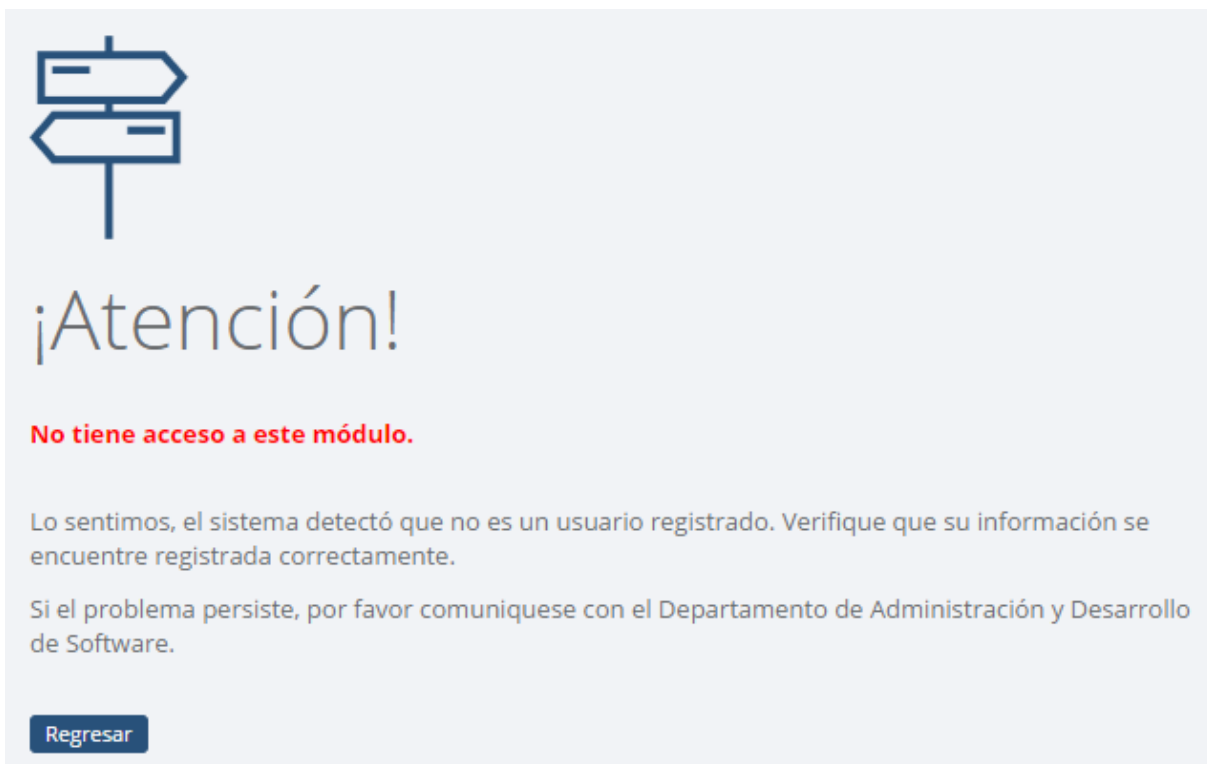 ¡Atención!
No tiene acceso a este módulo.
Lo sentimos, el sistema detectó que no es un usuario registrado. Verifique que su información se
encuentre registrada correctamente.
Si el problema persiste, por favor comuniquese con el Departamento de Administración y Desarrollo
de Software.
Regresar